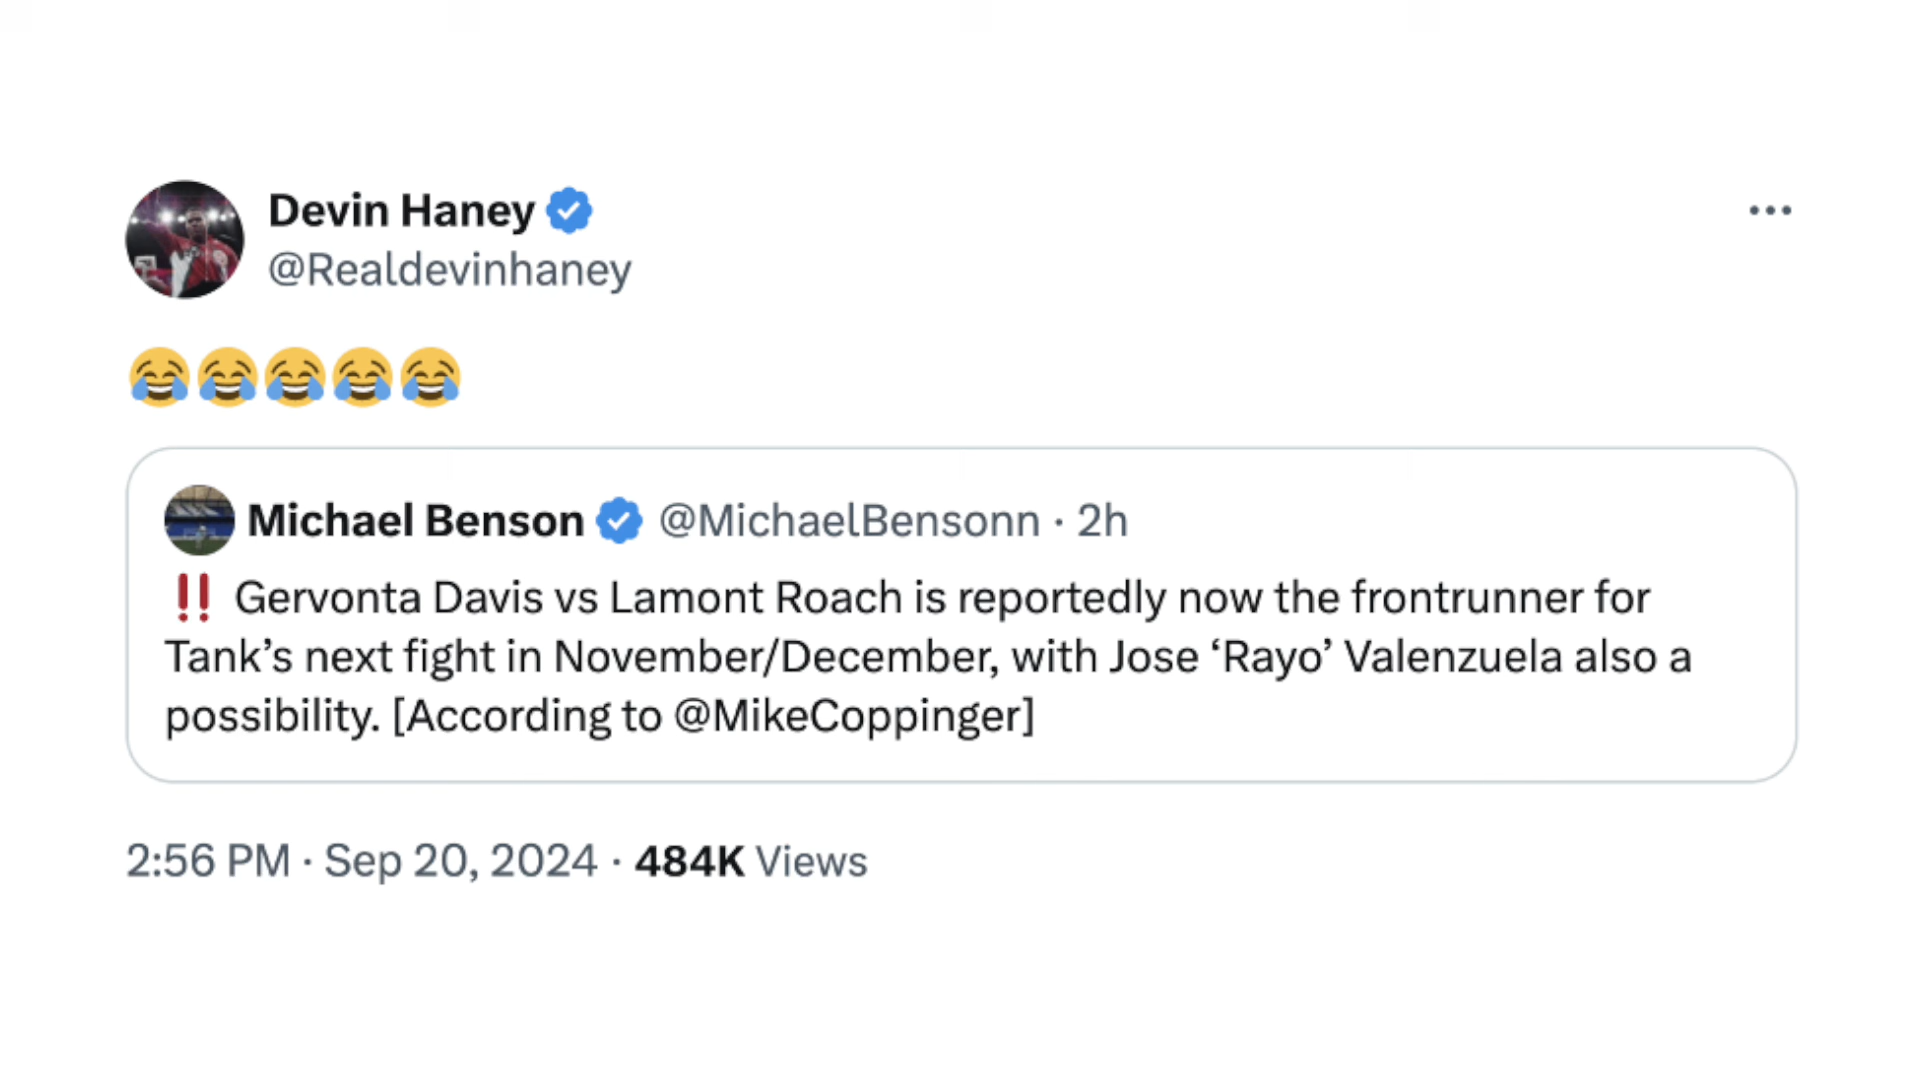 Devin Haney
@Realdevinhaney
😂😂😂😂😂
Michael Benson @MichaelBensonn · 2h
‼️ Gervonta Davis vs Lamont Roach is reportedly now the frontrunner for
Tank’s next fight in November/December, with Jose ‘Rayo’ Valenzuela also a
possibility. [According to @MikeCoppinger]
2:56 PM · Sep 20, 2024 · 484K Views